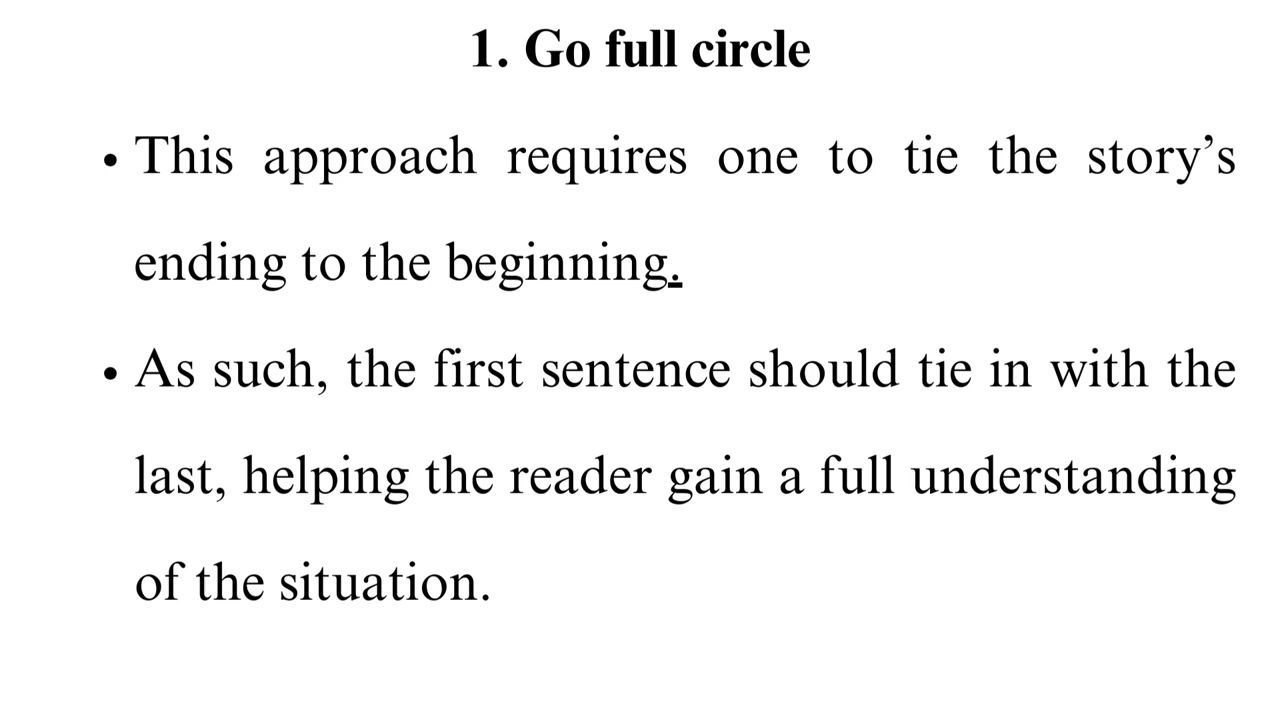 1. Go full circle
• This approach requires one to tie the story’s
ending to the beginning.
• As such, the first sentence should tie in with the
last, helping the reader gain a full understanding
of the situation.